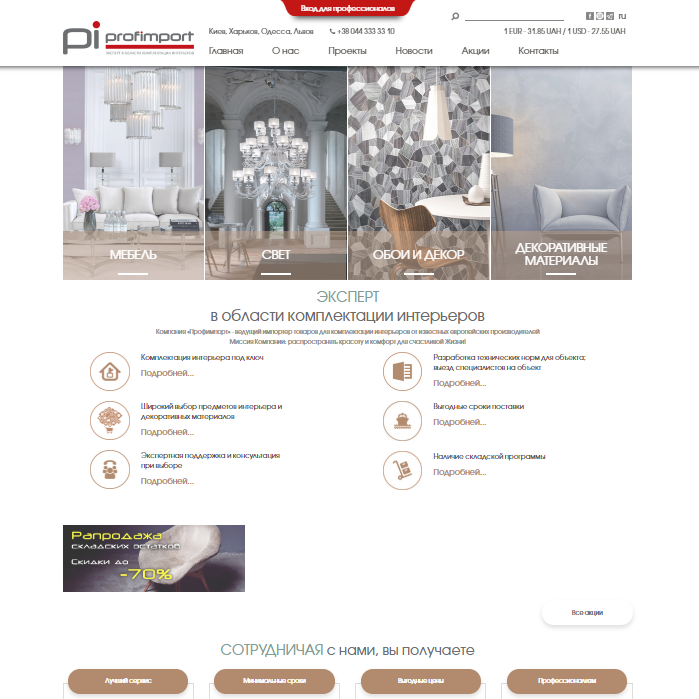 Вход для профессионалов
pi profimport
ЭКСПЕРТ В ОБЛАСТИ КОМПЛЕКТАЦИИ ИНТЕРЬЕРОВ
Киев, Харьков, Одесса, Львов
+38 044 333 33 10
ru
1 EUR - 31.85 UAH / 1 USD - 27.55 UAH
Главная
О нас
Проекты
Новости
Акции
Контакты
МЕБЕЛЬ
СВЕТ
ОБОИ И ДЕКОР
ДЕКОРАТИВНЫЕ
МАТЕРИАЛЫ
ЭКСПЕРТ
в области комплектации интерьеров
Компания «Профимпорт» - ведущий импортер товаров для комплектации интерьеров от известных европейских производителей
Миссия Компании: распространять красоту и комфорт для счастливой Жизни!
Комплектация интерьера под ключ
Подробней...
Разработка технических норм для объекта;
выезд специалистов на объект
Подробней...
Широкий выбор предметов интерьера и
декоративных материалов
Подробней...
Выгодные сроки поставки
Подробней...
Экспертная поддержка и консультация
при выборе
Подробней...
Наличие складской программы
Подробней...
Рапродажа
складских остатков
Скидки до
-70%
Все акции
СОТРУДНИЧАЯ с нами, вы получаете
Лучший сервис
Минимальные сроки
Выгодные цены
Профессионализм